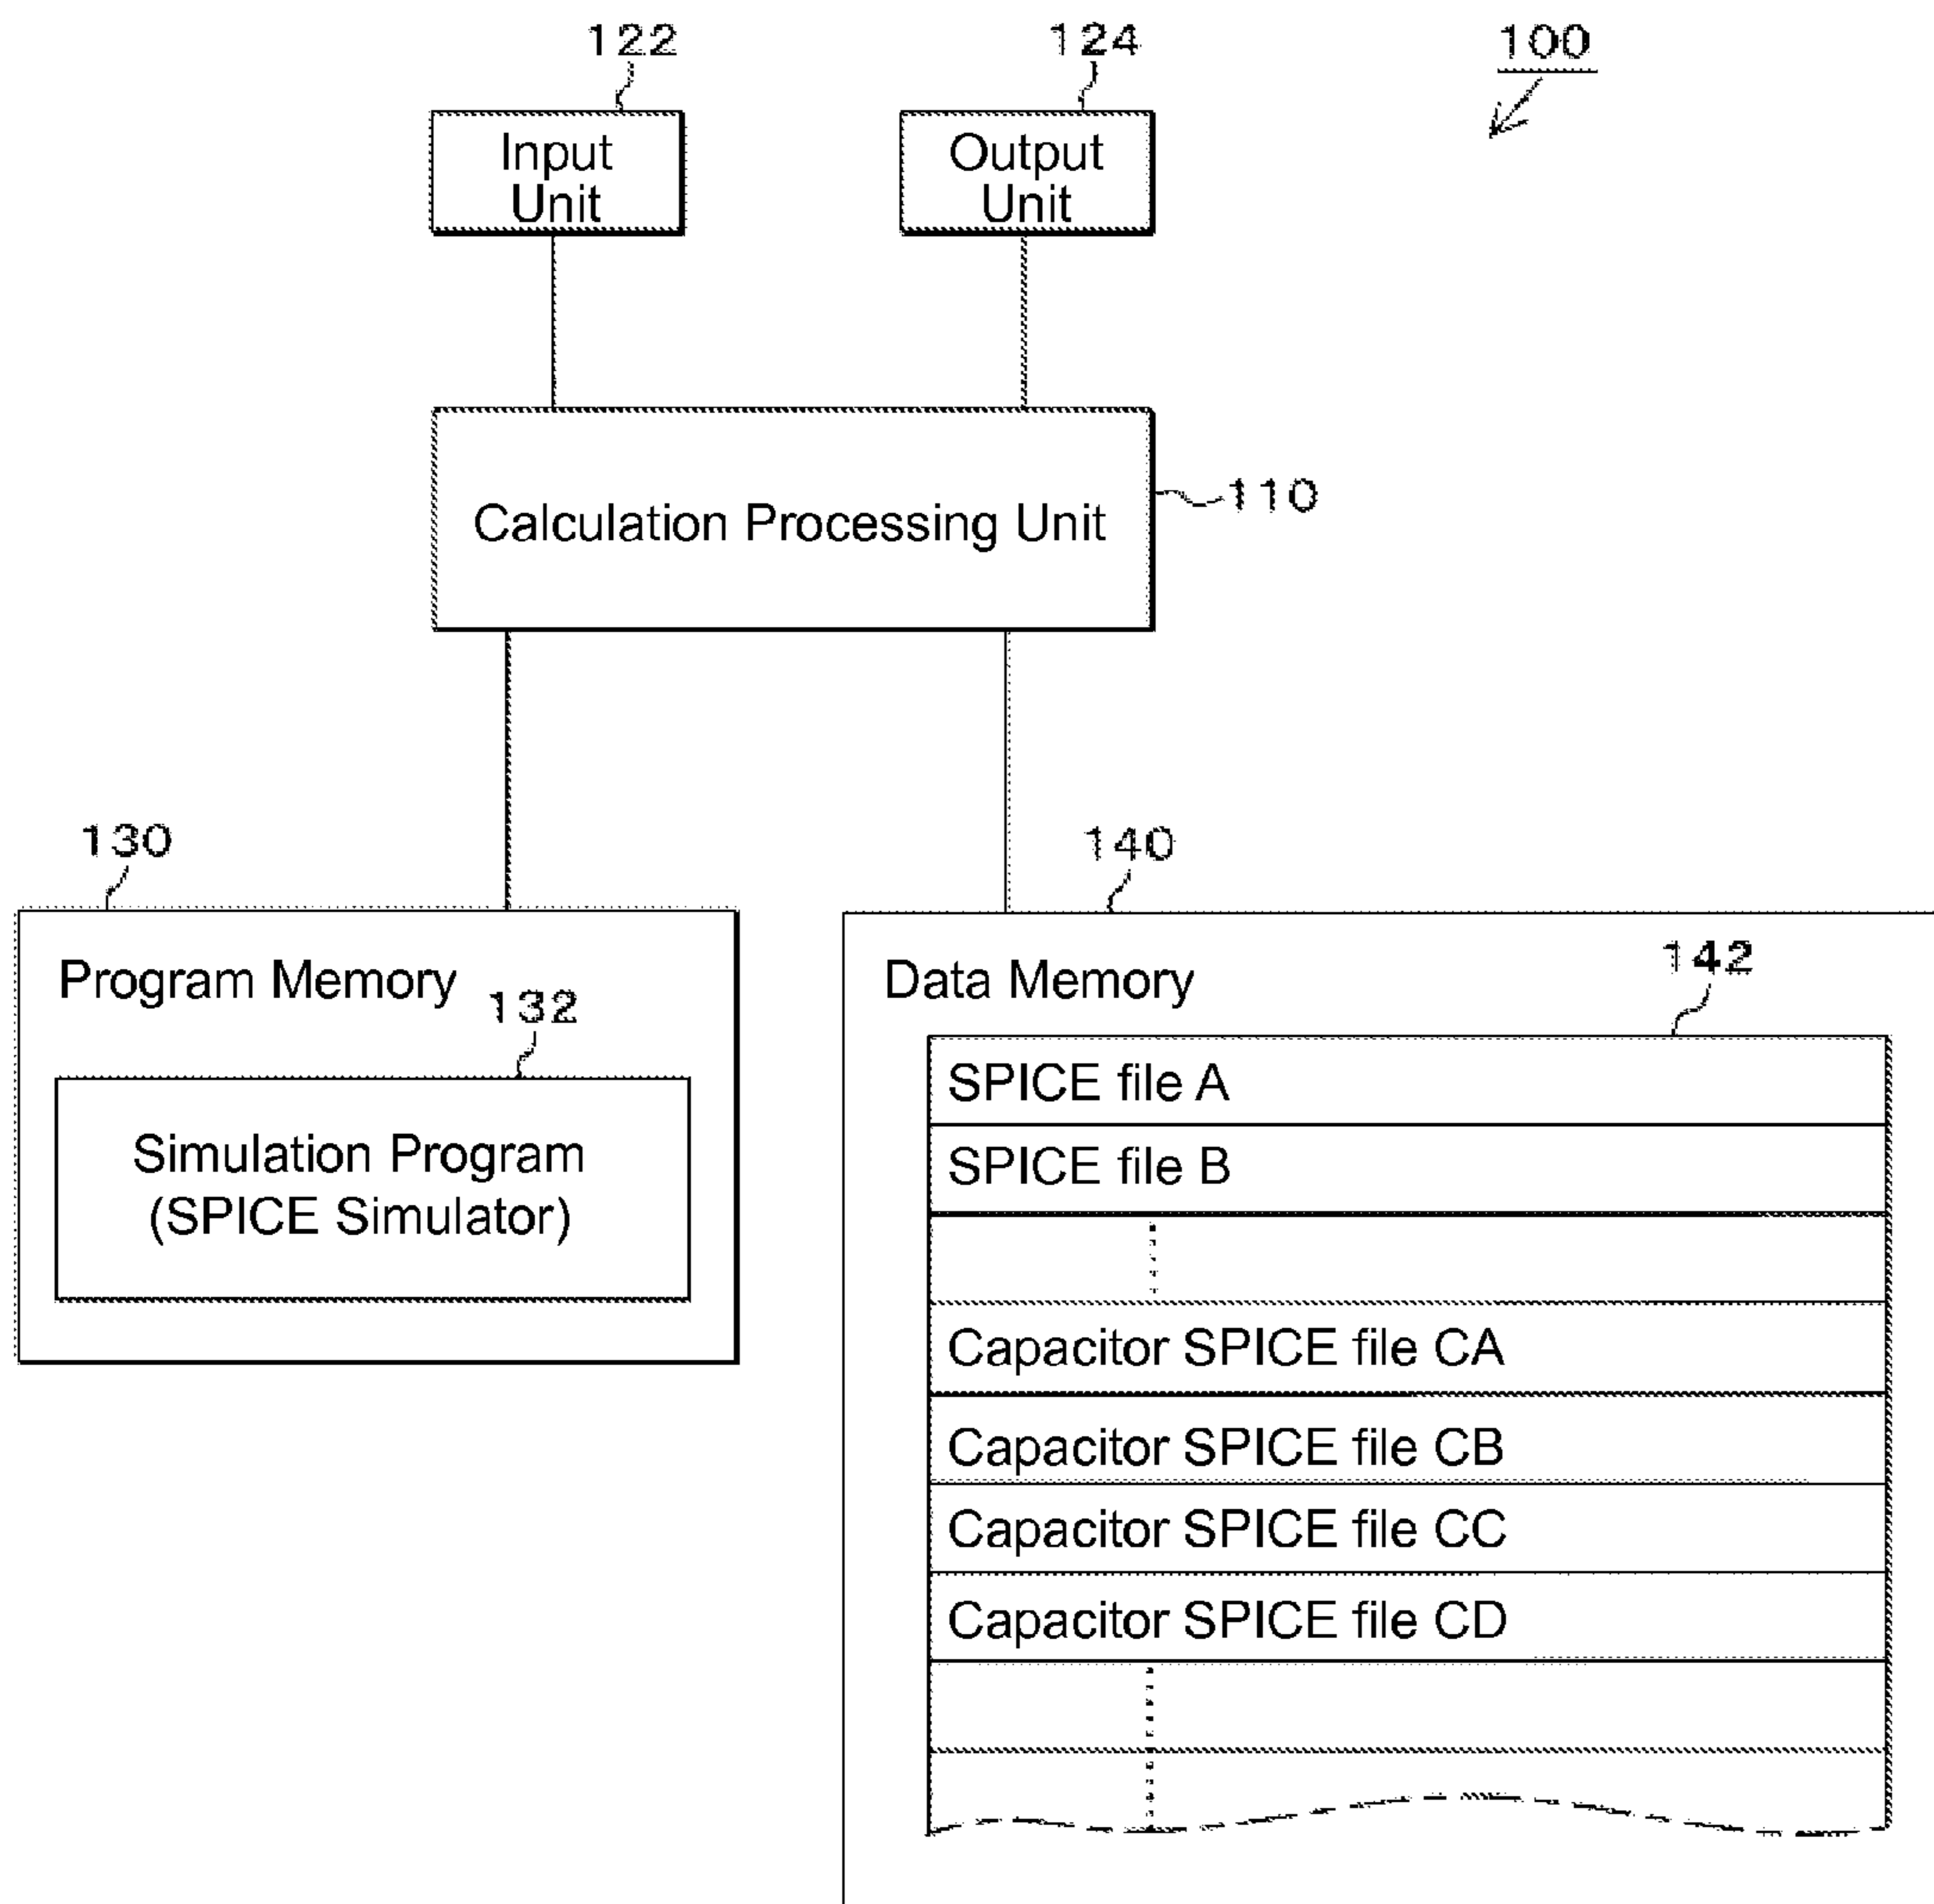 122
124
100
Input
Unit
Output
Unit
Calculation Processing Unit
110
130
140
Program Memory
132
Simulation Program
(SPICE Simulator)
Data Memory
142
SPICE file A
SPICE file B
Capacitor SPICE file CA
Capacitor SPICE file CB
Capacitor SPICE file CC
Capacitor SPICE file CD